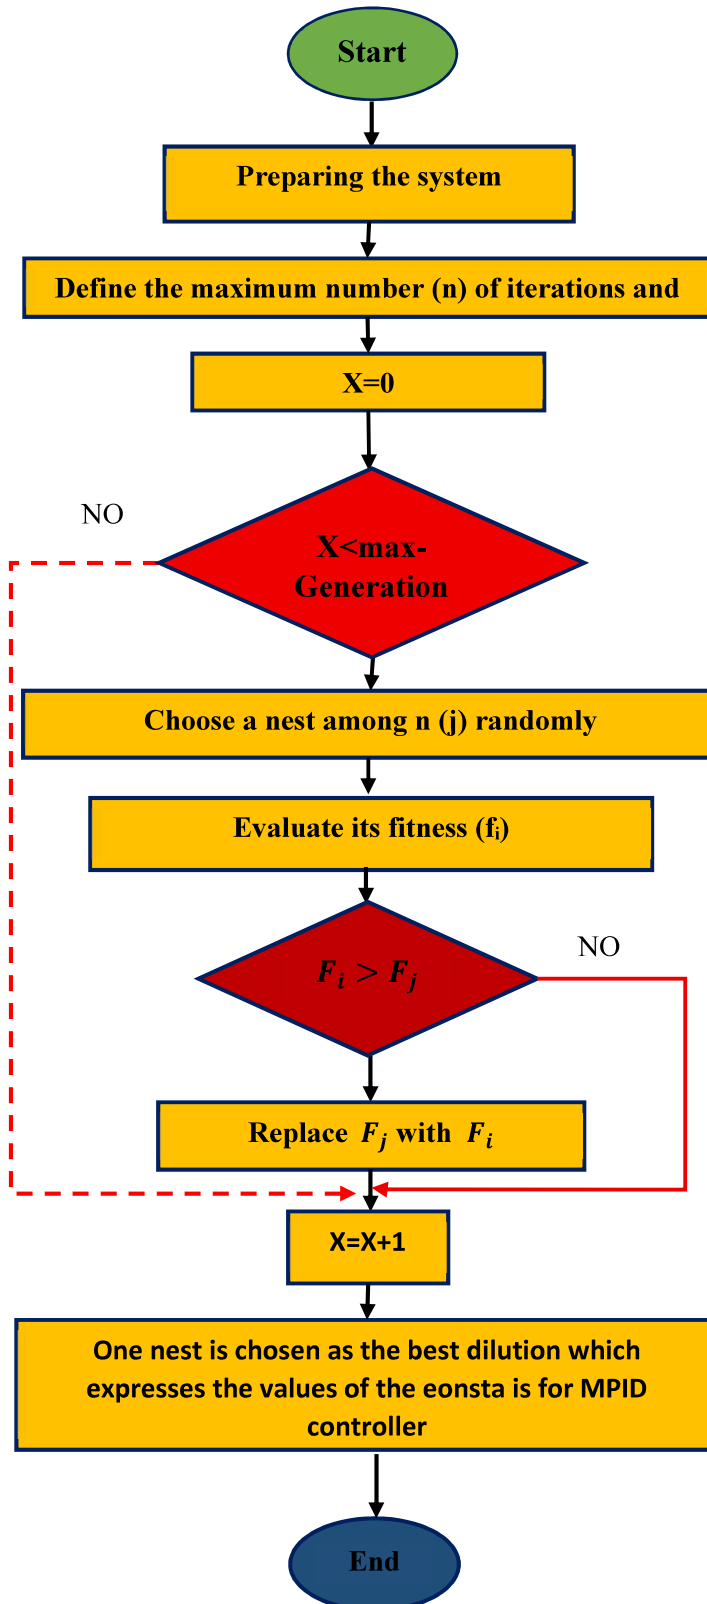 Start
Preparing the system
Define the maximum number (n) of iterations and
X=0
NO
X<max-
Generation
Choose a nest among n (j) randomly
Evaluate its fitness (fᵢ)
NO
𝑭𝒊 > 𝑭𝒋
Replace 𝑭𝒋 with 𝑭𝒊
X=X+1
One nest is chosen as the best dilution which
expresses the values of the eonsta is for MPID
controller
End